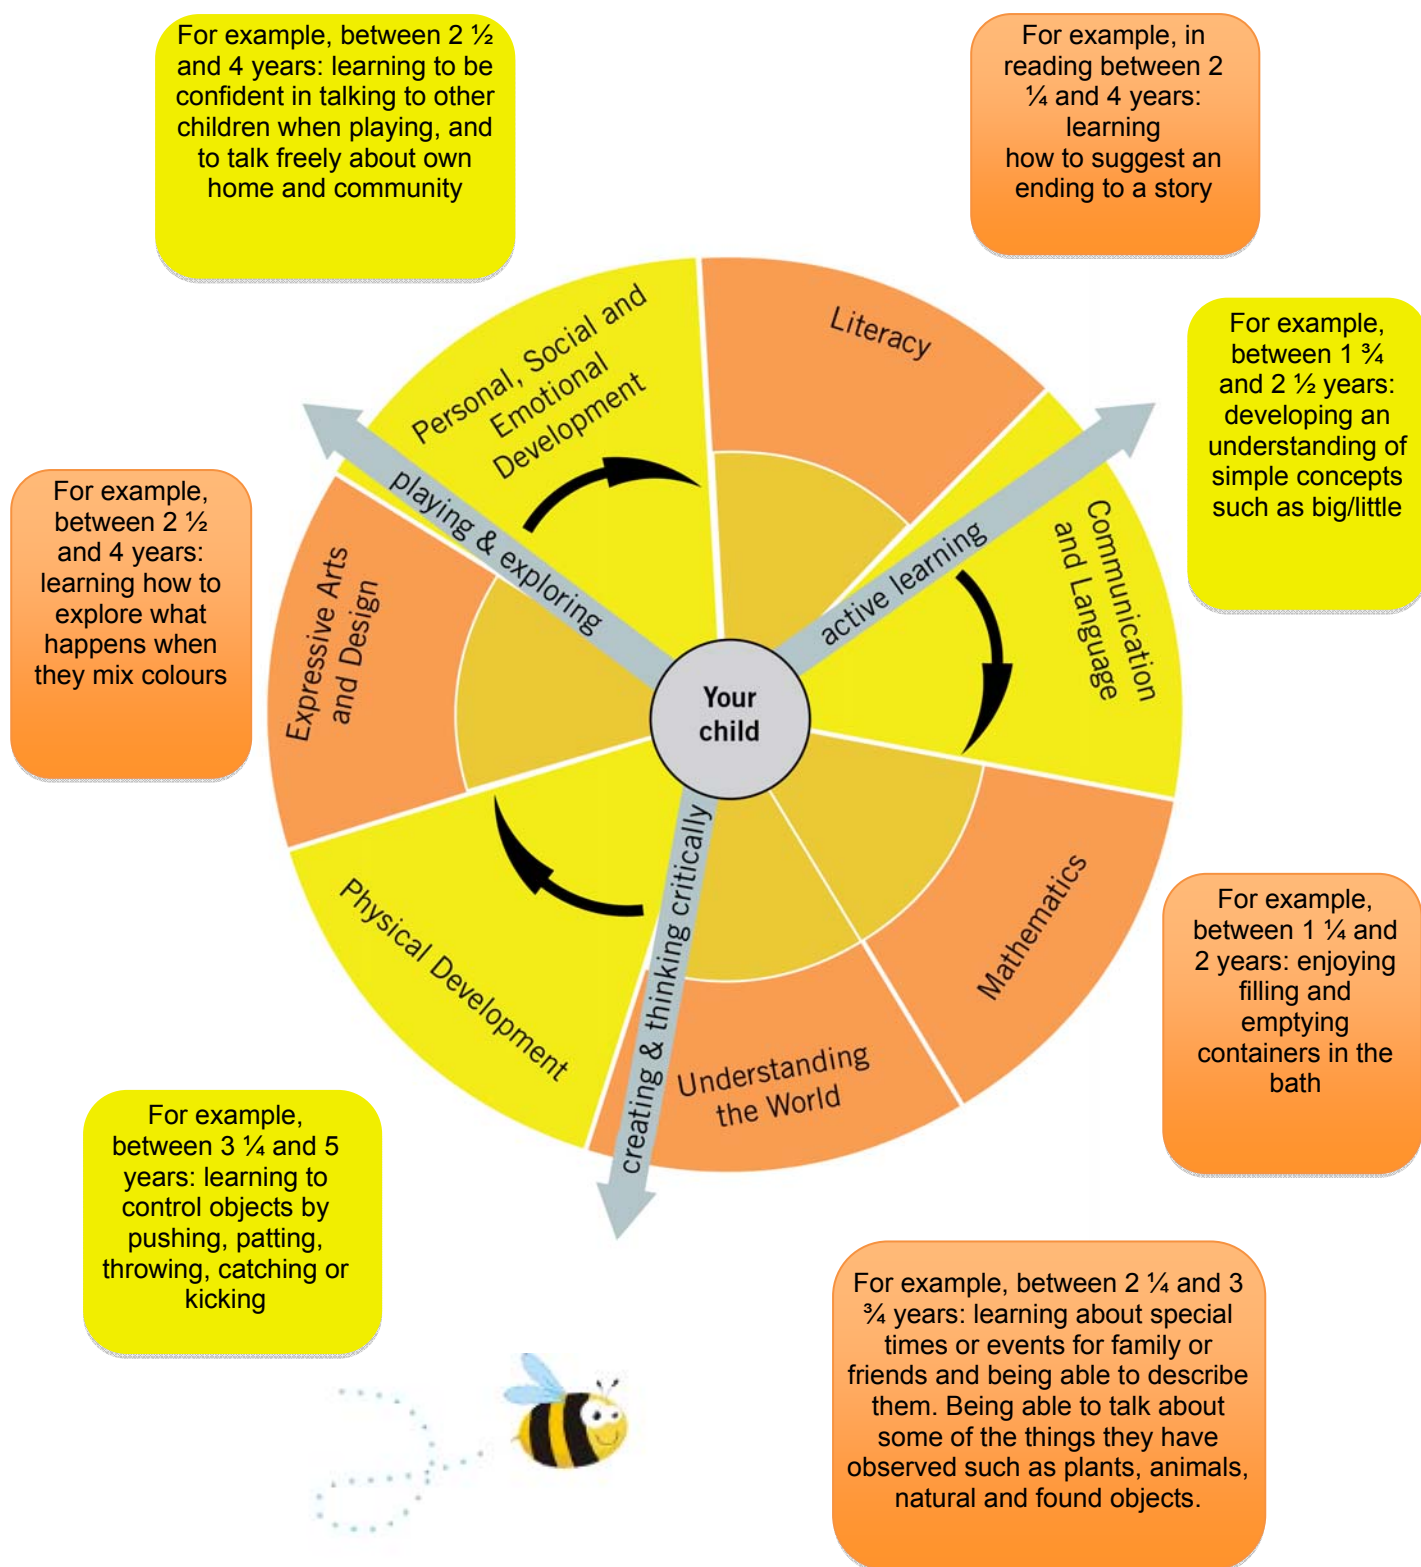 For example, between 2 ½
and 4 years: learning to be
confident in talking to other
children when playing, and
to talk freely about own
home and community
For example, in
reading between 2
¼ and 4 years:
learning
how to suggest an
ending to a story
For example,
between 1 ¾
and 2 ½ years:
developing an
understanding of
simple concepts
such as big/little
For example,
between 2 ½
and 4 years:
learning how to
explore what
happens when
they mix colours
Personal, Social and
Emotional
Development
Literacy
Communication
and Language
Expressive Arts
and Design
playing & exploring
active learning
Your
child
creating & thinking critically
Physical Development
Mathematics
Understanding
the World
For example,
between 1 ¼ and
2 years: enjoying
filling and
emptying
containers in the
bath
For example,
between 3 ¼ and 5
years: learning to
control objects by
pushing, patting,
throwing, catching or
kicking
For example, between 2 ¼ and 3
¾ years: learning about special
times or events for family or
friends and being able to describe
them. Being able to talk about
some of the things they have
observed such as plants, animals,
natural and found objects.